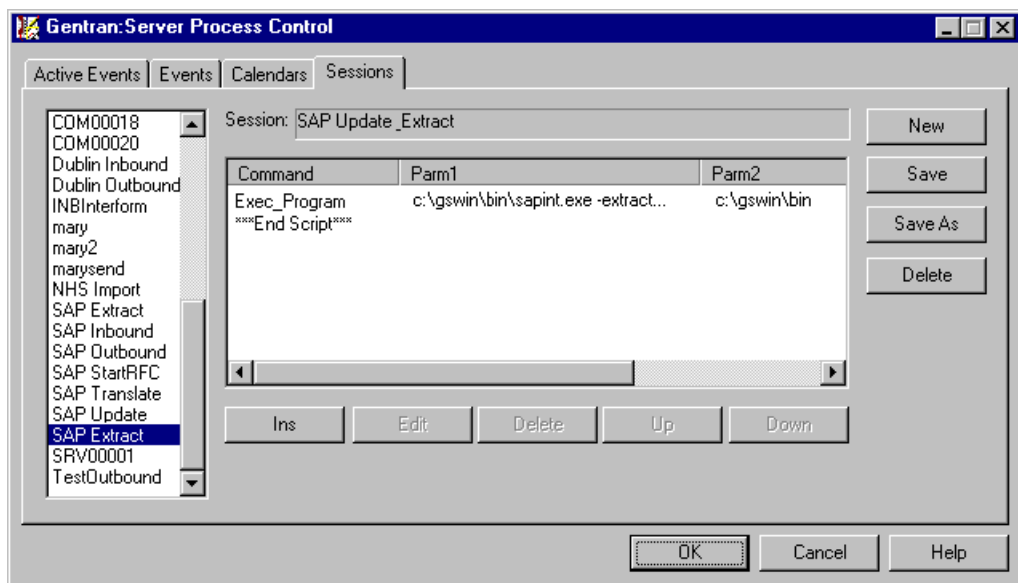 Gentran:Server Process Control
Active Events Events Calendars Sessions
COM00018
COM00020
Dublin Inbound
Dublin Outbound
INBInterform
mary
mary2
marysend
NHS Import
SAP Extract
SAP Inbound
SAP Outbound
SAP StartRFC
SAP Translate
SAP Update
SAP Extract
SRV00001
TestOutbound
Session: SAP Update_Extract
Command Parm1 Parm2
Exec_Program c:\gswin\bin\sapint.exe -extract... c:\gswin\bin
***End Script***
Ins Edit Delete Up Down
New
Save
Save As
Delete
OK Cancel Help